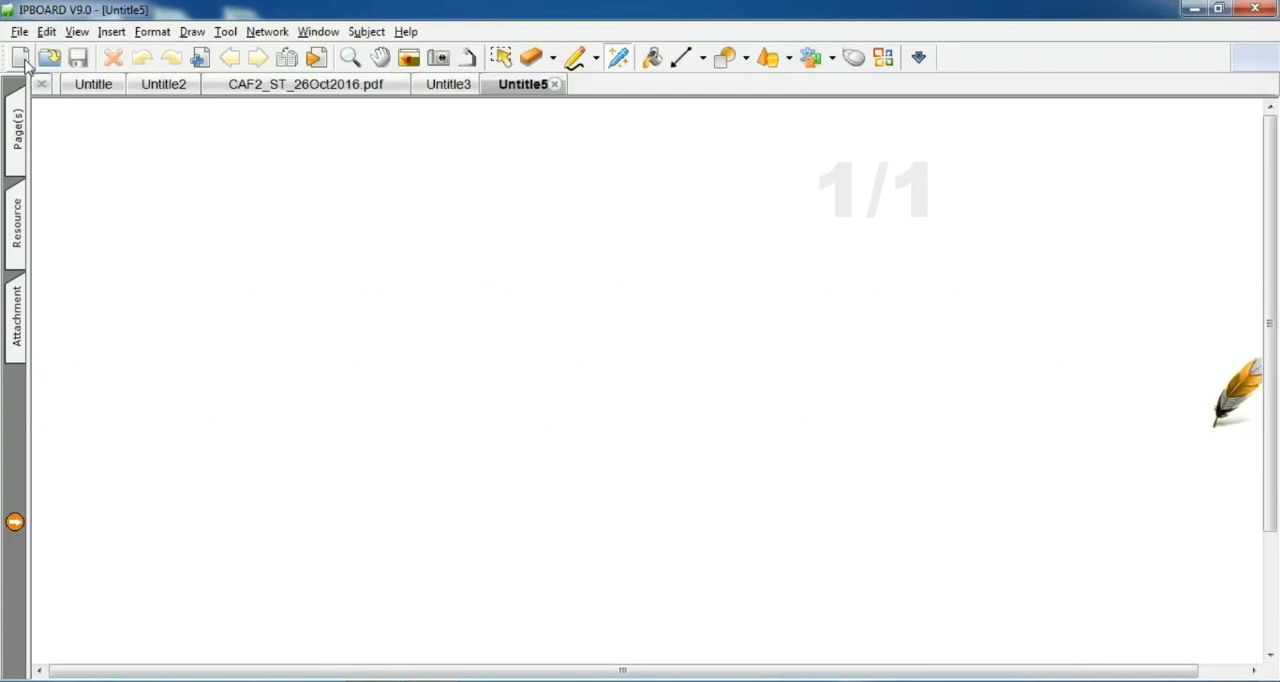 IPBOARD V9.0 - [Untitle5]
File Edit View Insert Format Draw Tool Network Window Subject Help
Untitle Untitle2 CAF2_ST_26Oct2016.pdf Untitle3 Untitle5
Page(s)
Resource
Attachment
1/1